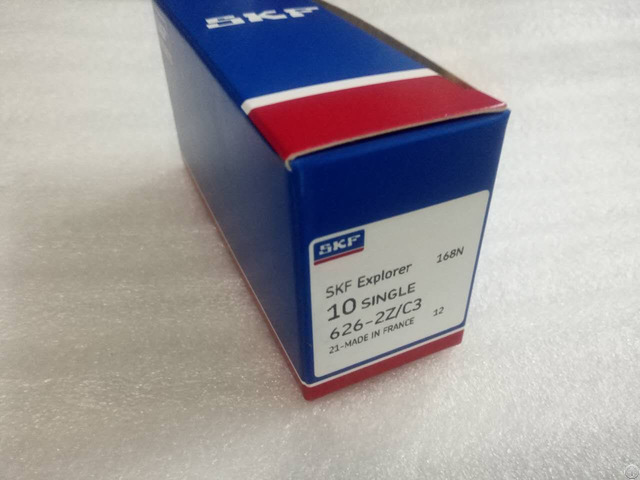 SKF
SKF
SKF Explorer 168N
10 SINGLE
626-2Z/C3 12
21-MADE IN FRANCE